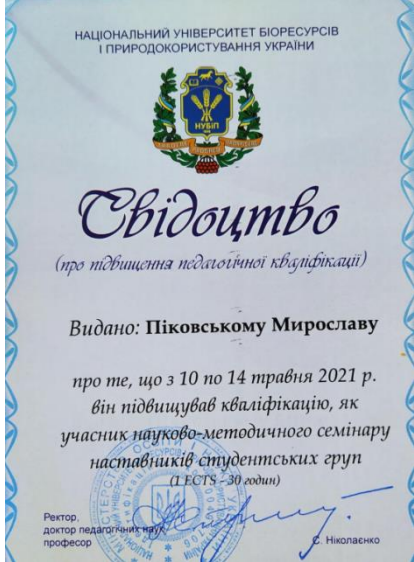 НАЦІОНАЛЬНИЙ УНІВЕРСИТЕТ БІОРЕСУРСІВ
І ПРИРОДОКОРИСТУВАННЯ УКРАЇНИ
НУБІП
Свідоцтво
(про підвищення педагогічної кваліфікації)
Видано: Піковському Мирославу
про те, що з 10 по 14 травня 2021 р.
він підвищував кваліфікацію, як
учасник науково-методичного семінару
наставників студентських груп
(1 ECTS - 30 годин)
Ректор,
доктор педагогічних наук,
професор
С. Ніколаєнко